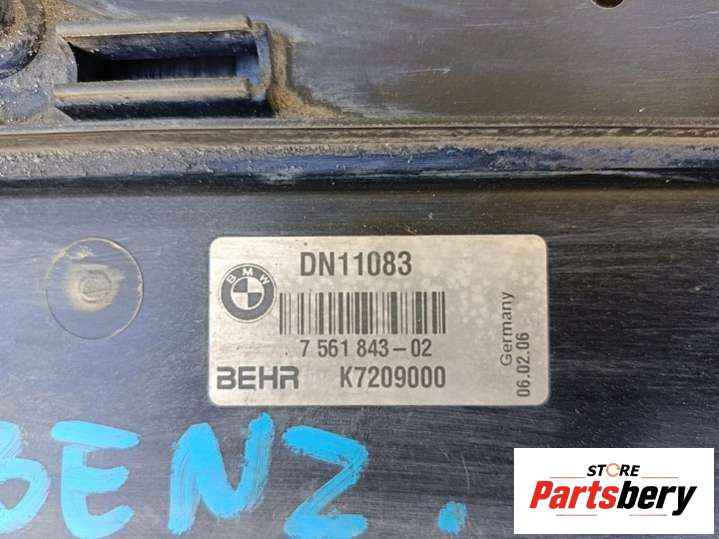 DN11083
BMW
7 561 843-02
BEHR K7209000
Germany
06.02.06
BENZ.
STORE
Partsbery